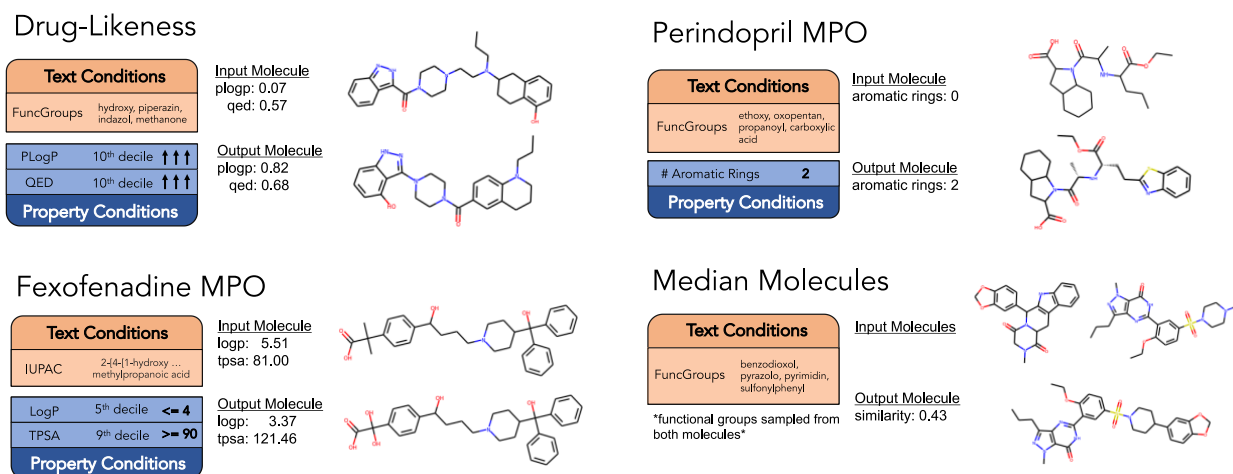 Drug-Likeness
Text Conditions
FuncGroups
hydroxy, piperazin,
indazol, methanone
PLogP 10th decile ↑↑↑
QED 10th decile ↑↑↑
Property Conditions
Input Molecule
plogp: 0.07
qed: 0.57
Output Molecule
plogp: 0.82
qed: 0.68
N
NH
N
N
O
N
OH
NH
N
N
N
HO
O
N
Perindopril MPO
Text Conditions
FuncGroups
ethoxy, oxopentan,
propanoyl, carboxylic
acid
# Aromatic Rings 2
Property Conditions
Input Molecule
aromatic rings: 0
Output Molecule
aromatic rings: 2
Fexofenadine MPO
Text Conditions
IUPAC
2-[4-[1-hydroxy ...
methylpropanoic acid
LogP 5th decile <= 4
TPSA 9th decile >= 90
Property Conditions
Input Molecule
logp: 5.51
tpsa: 81.00
Output Molecule
logp: 3.37
tpsa: 121.46
Median Molecules
Text Conditions
FuncGroups
benzodioxol,
pyrazolo, pyrimidin,
sulfonylphenyl
*functional groups sampled from
both molecules*
Input Molecules
Output Molecule
similarity: 0.43